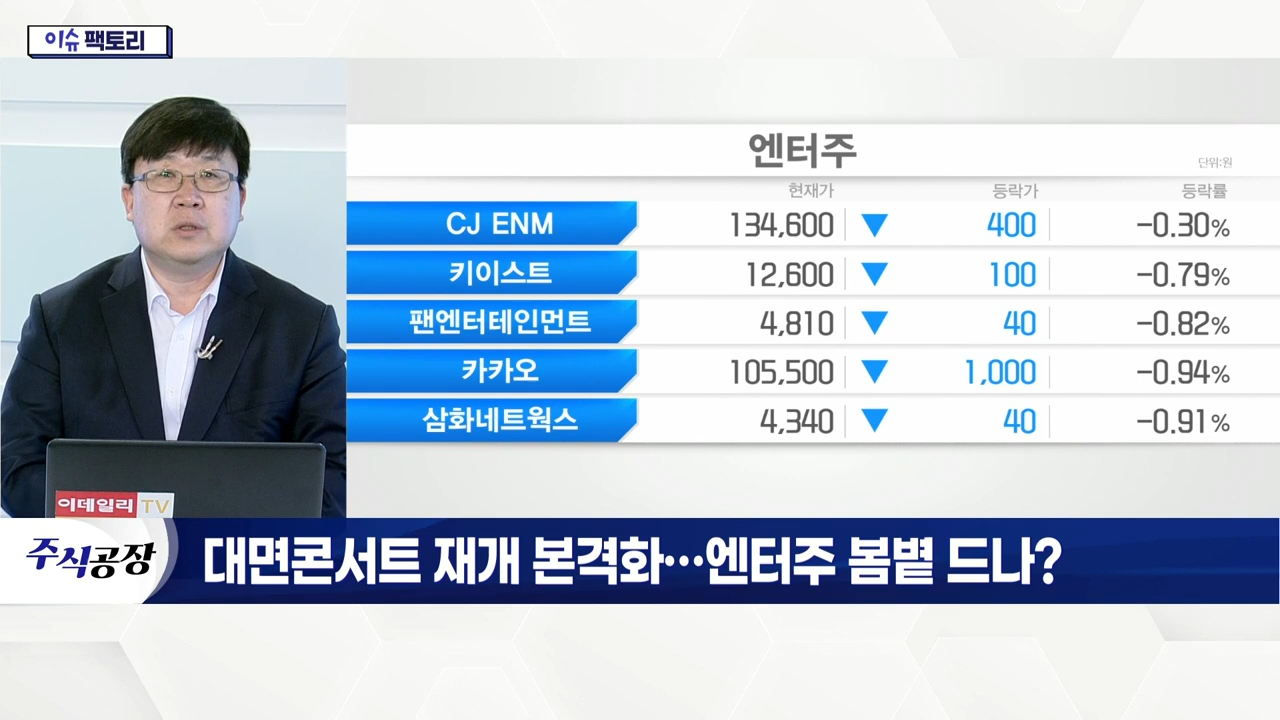 이슈 팩토리
엔터주
단위:원
현재가 등락가 등락률
CJ ENM 134,600 ▼ 400 -0.30%
키이스트 12,600 ▼ 100 -0.79%
팬엔터테인먼트 4,810 ▼ 40 -0.82%
카카오 105,500 ▼ 1,000 -0.94%
삼화네트웍스 4,340 ▼ 40 -0.91%
이데일리 TV
주식공장
대면콘서트 재개 본격화…엔터주 봄볕 드나?